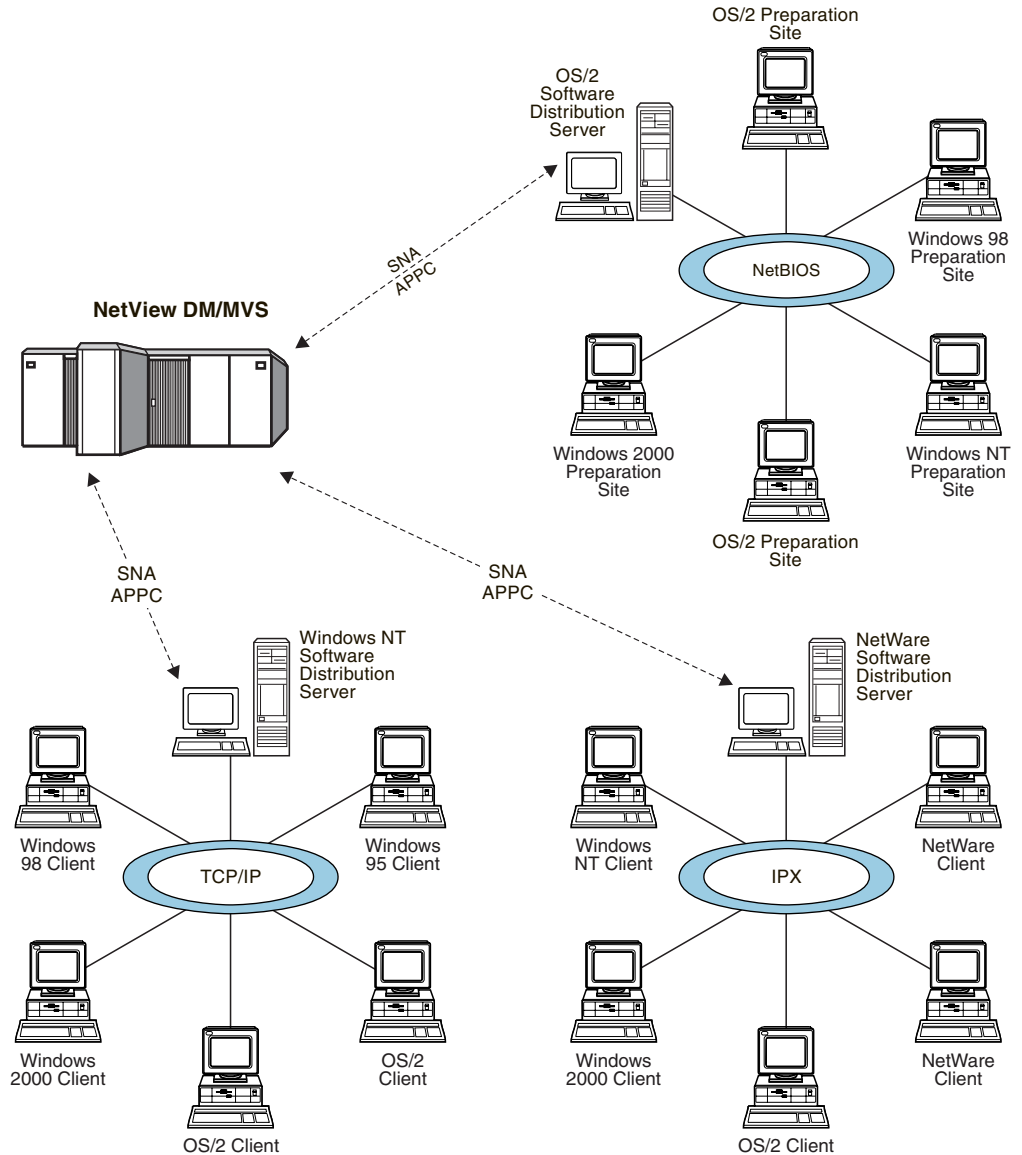 OS/2 Preparation
Site
OS/2
Software
Distribution
Server
Windows 98
Preparation
Site
SNA
APPC
NetBIOS
NetView DM/MVS
Windows 2000
Preparation
Site
Windows NT
Preparation
Site
OS/2 Preparation
Site
SNA
APPC
SNA
APPC
Windows NT
Software
Distribution
Server
NetWare
Software
Distribution
Server
Windows
98 Client
Windows
95 Client
TCP/IP
Windows
NT Client
NetWare
Client
IPX
Windows
2000 Client
OS/2
Client
OS/2 Client
Windows
2000 Client
NetWare
Client
OS/2 Client